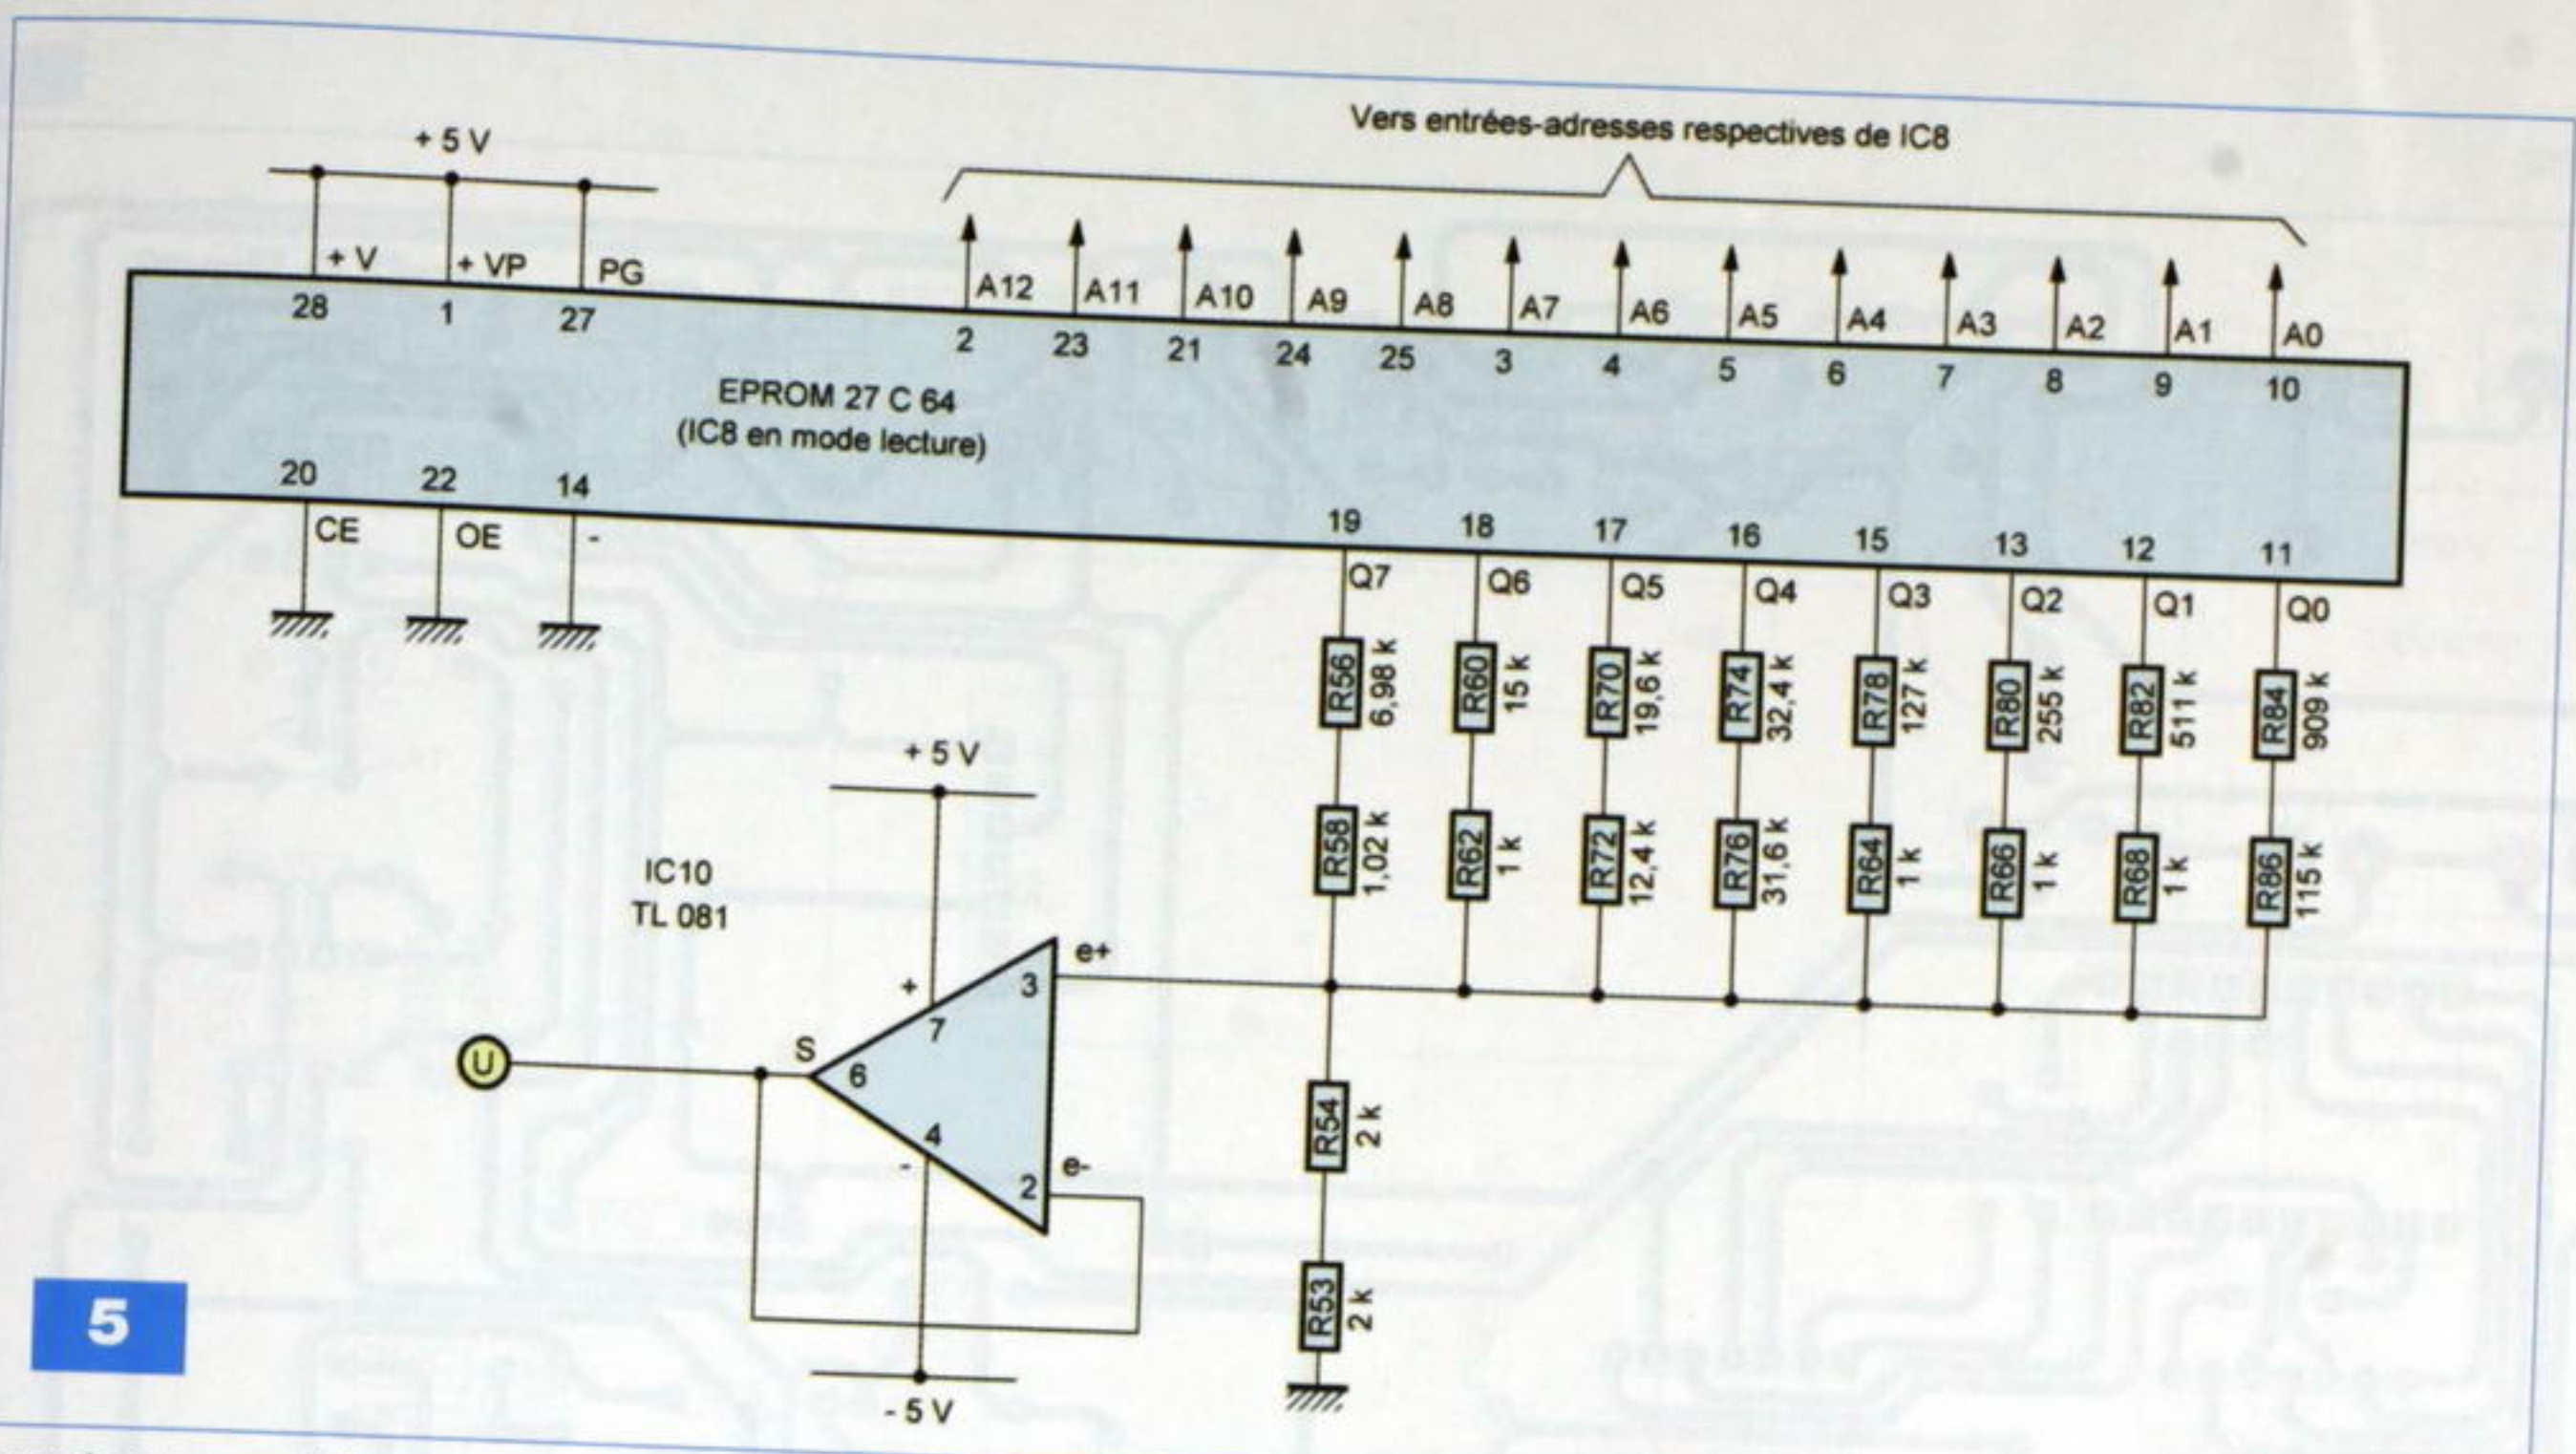 Vers entrées-adresses respectives de IC8
+ 5 V
+ V
+ VP
PG
A12
A11
A10
A9
A8
A7
A6
A5
A4
A3
A2
A1
A0
28
1
27
2
23
21
24
25
3
4
5
6
7
8
9
10
EPROM 27 C 64
(IC8 en mode lecture)
20
22
14
19
18
17
16
15
13
12
11
CE
OE
-
Q7
Q6
Q5
Q4
Q3
Q2
Q1
Q0
R56
6,98 k
R60
15 k
R70
19,6 k
R74
32,4 k
R78
127 k
R80
255 k
R82
511 k
R84
909 k
R58
1,02 k
R62
1 k
R72
12,4 k
R76
31,6 k
R64
1 k
R66
1 k
R68
1 k
R86
115 k
+ 5 V
IC10
TL 081
e+
+
3
7
S
6
U
4
-
2
e-
R54
2 k
R53
2 k
- 5 V
5